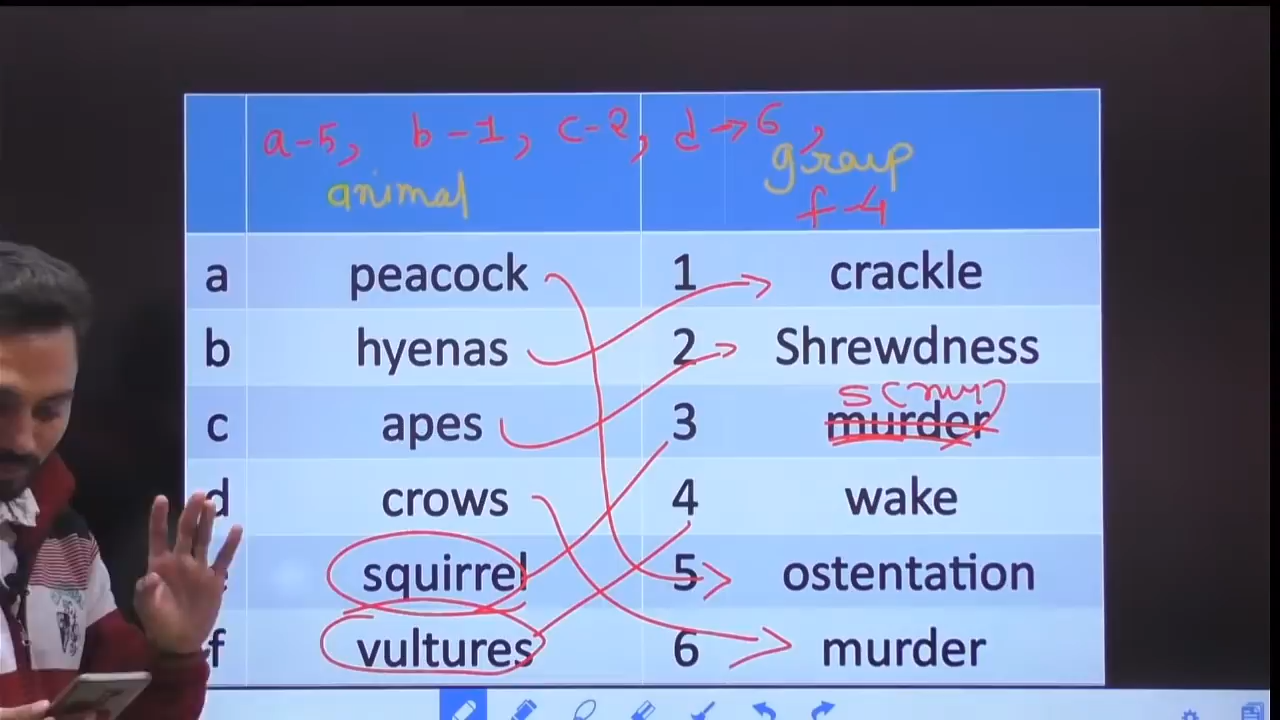 a-5, b-1, c-2, d→6,
animal group
f-4
a peacock 1 crackle
b hyenas 2 Shrewdness
c apes 3 murder
d crows 4 wake
squirrel 5 ostentation
f vultures 6 murder